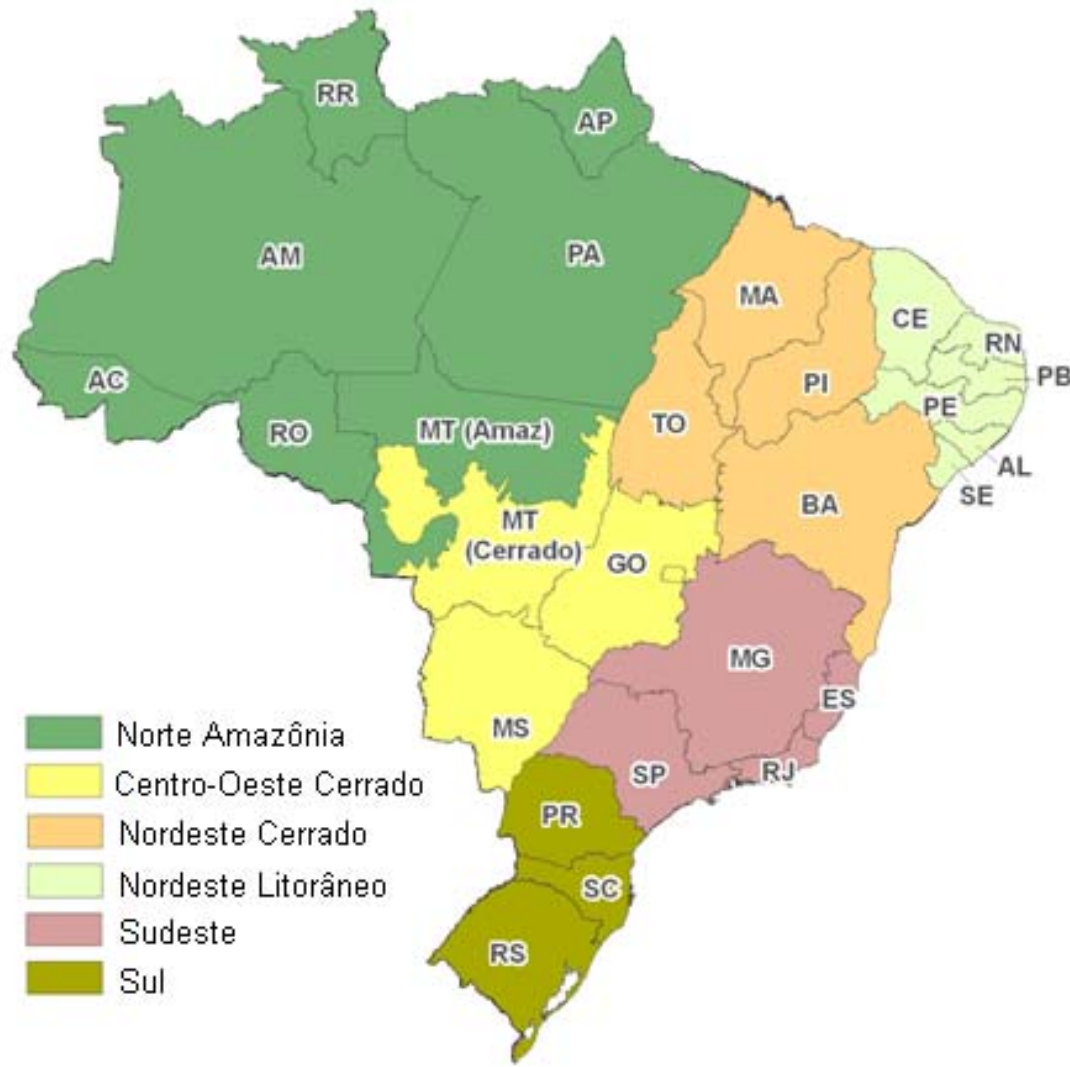 RR
AP
AM
PA
MA
CE
RN
PB
AC
PI
PE
RO
MT (Amaz)
TO
AL
SE
BA
MT
(Cerrado)
GO
MG
ES
MS
SP
RJ
PR
SC
RS
Norte Amazônia
Centro-Oeste Cerrado
Nordeste Cerrado
Nordeste Litorâneo
Sudeste
Sul